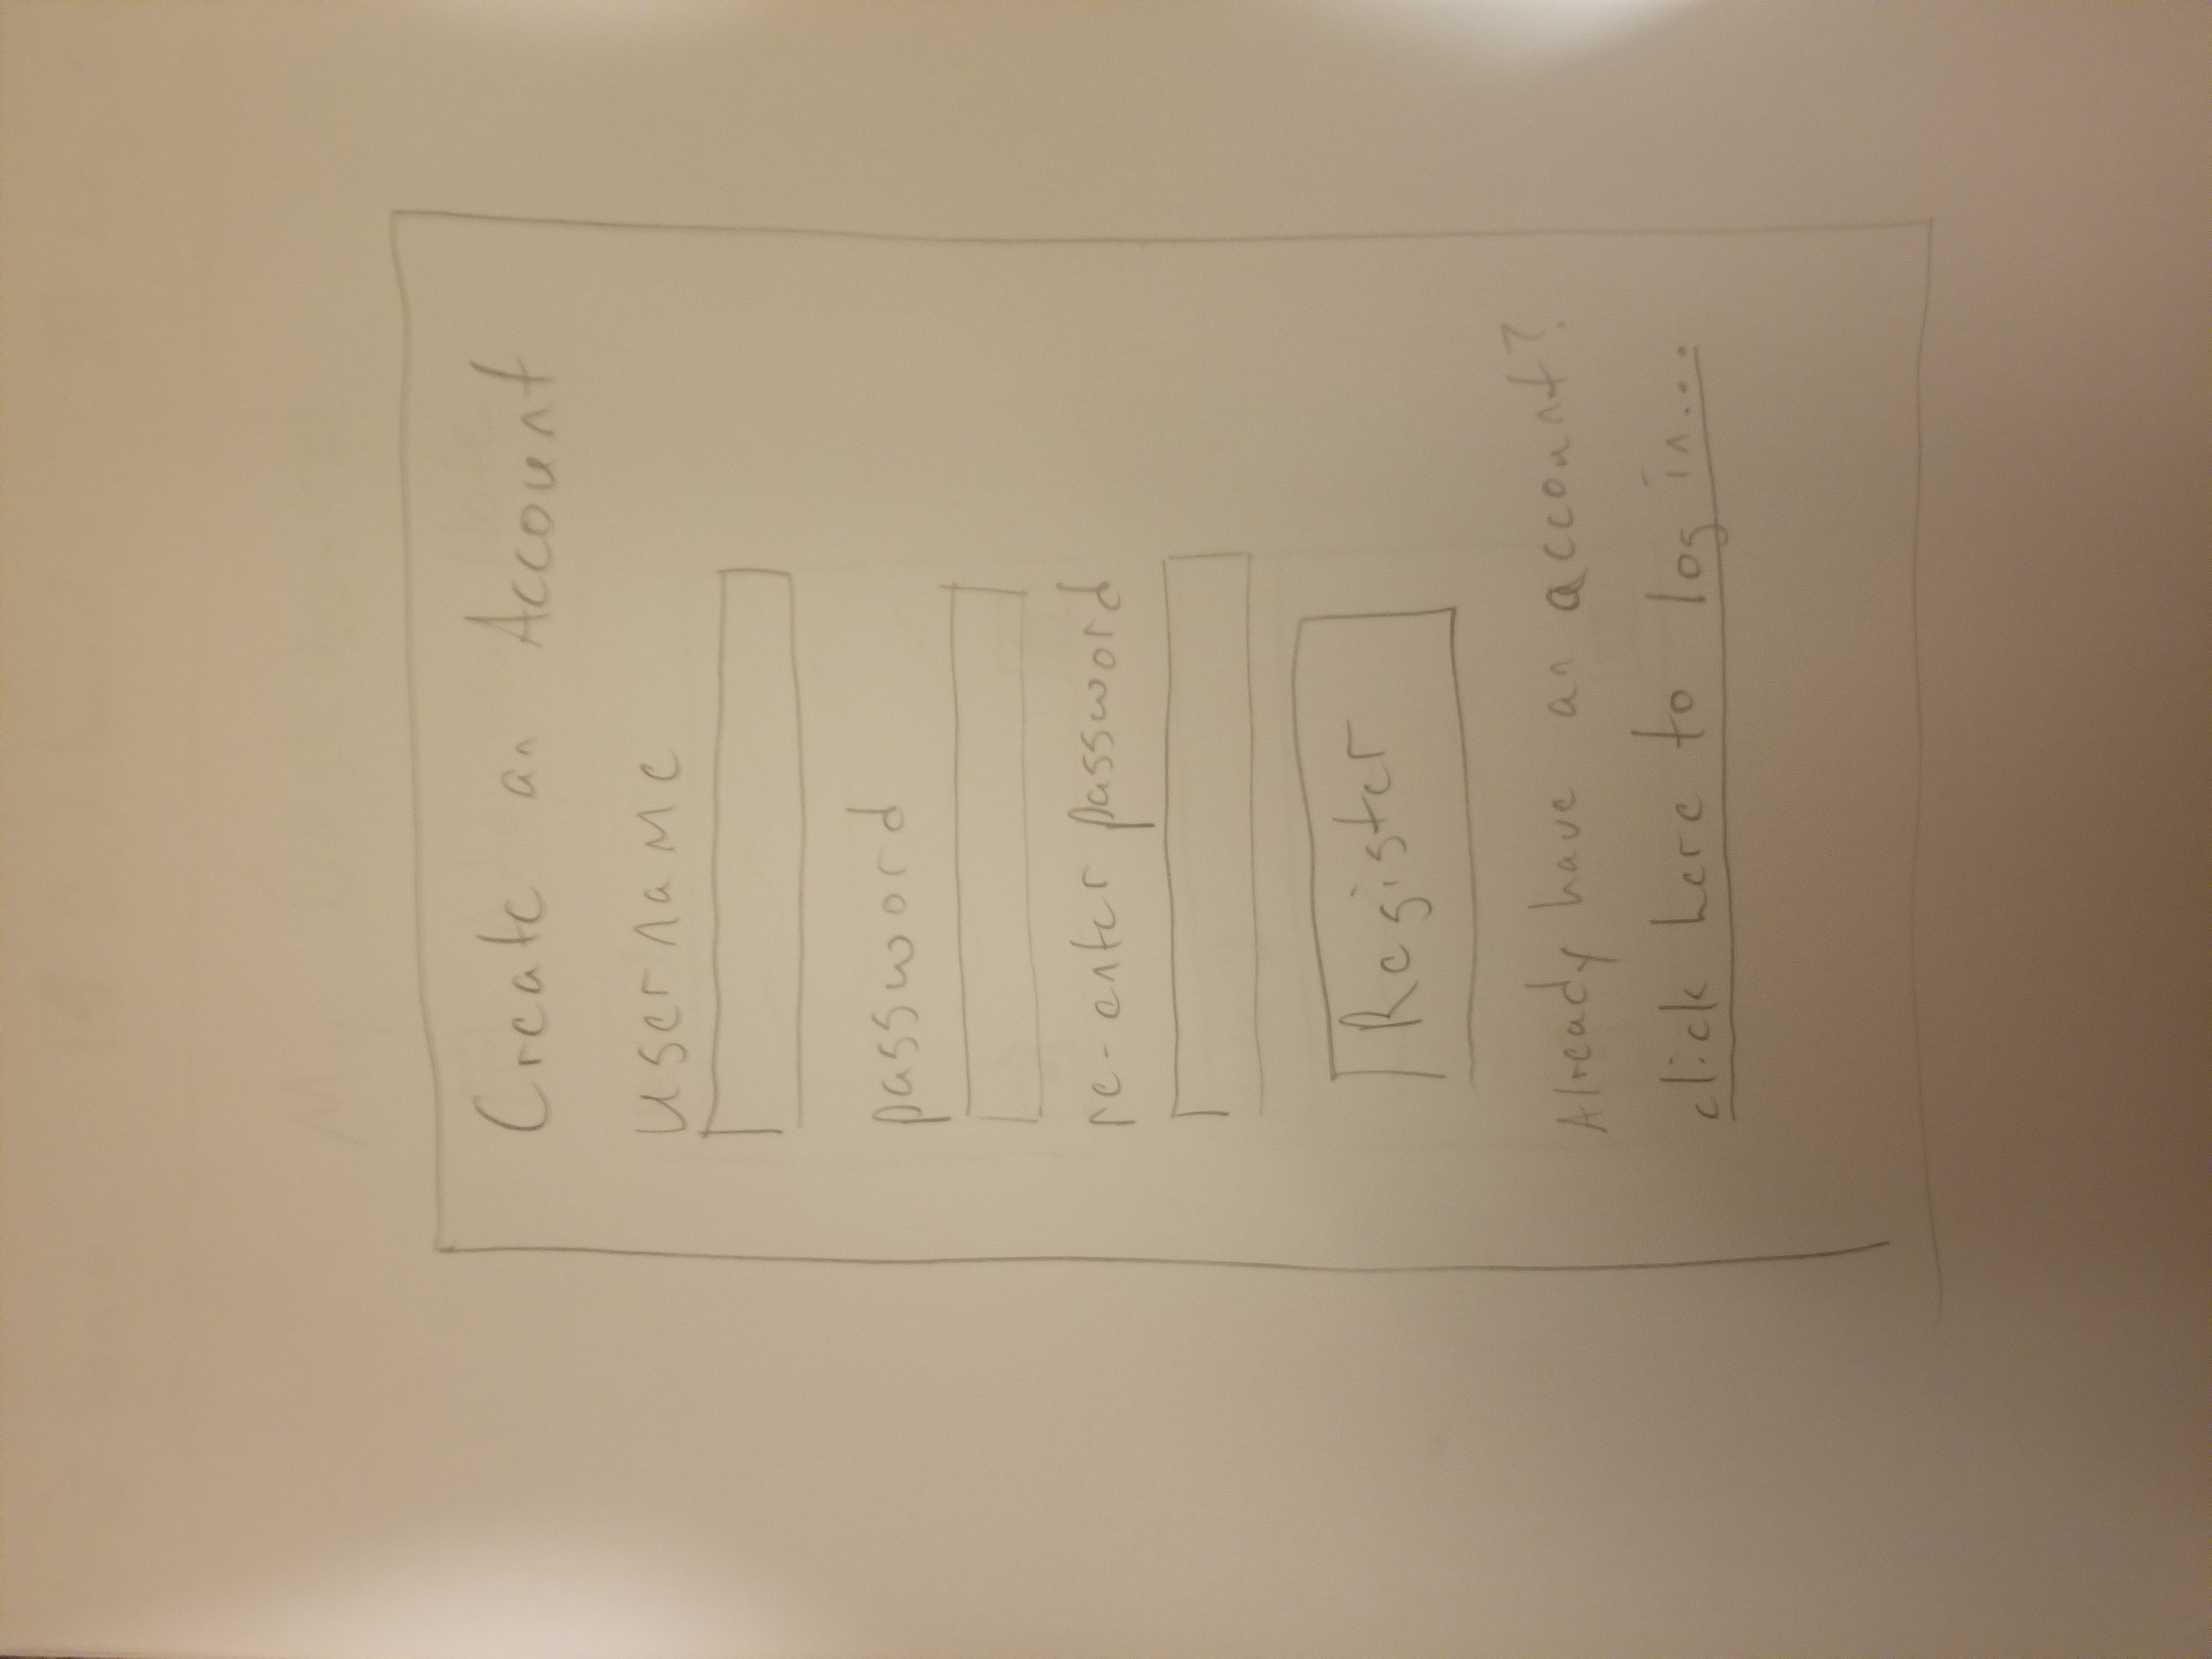 Create an Account
username
password
re-enter password
Register
Already have an account?
click here to log in...